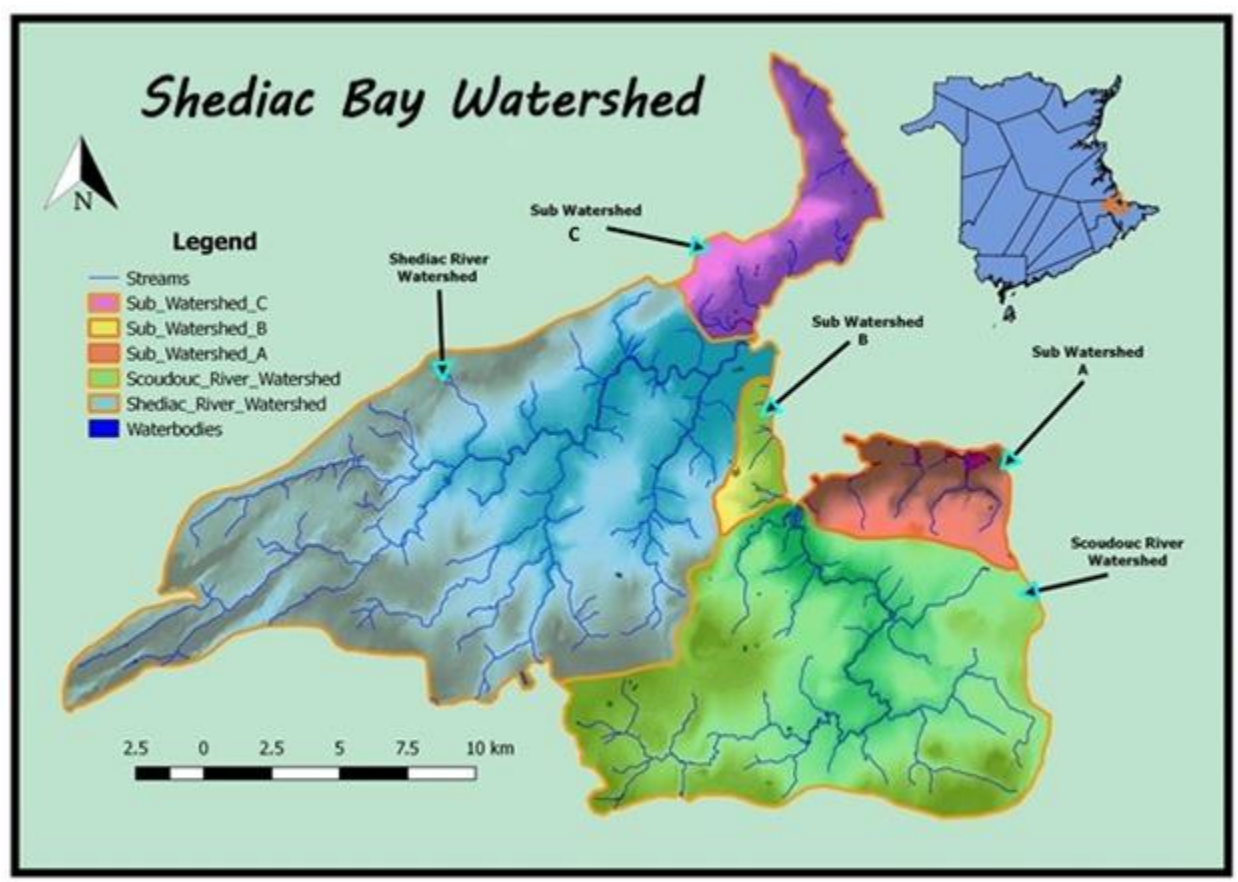 Shediac Bay Watershed
N
Legend
Streams
Sub_Watershed_C
Sub_Watershed_B
Sub_Watershed_A
Scoudouc_River_Watershed
Shediac_River_Watershed
Waterbodies
Shediac River
Watershed
Sub Watershed
C
Sub Watershed
B
Sub Watershed
A
Scoudouc River
Watershed
2.5 0 2.5 5 7.5 10 km